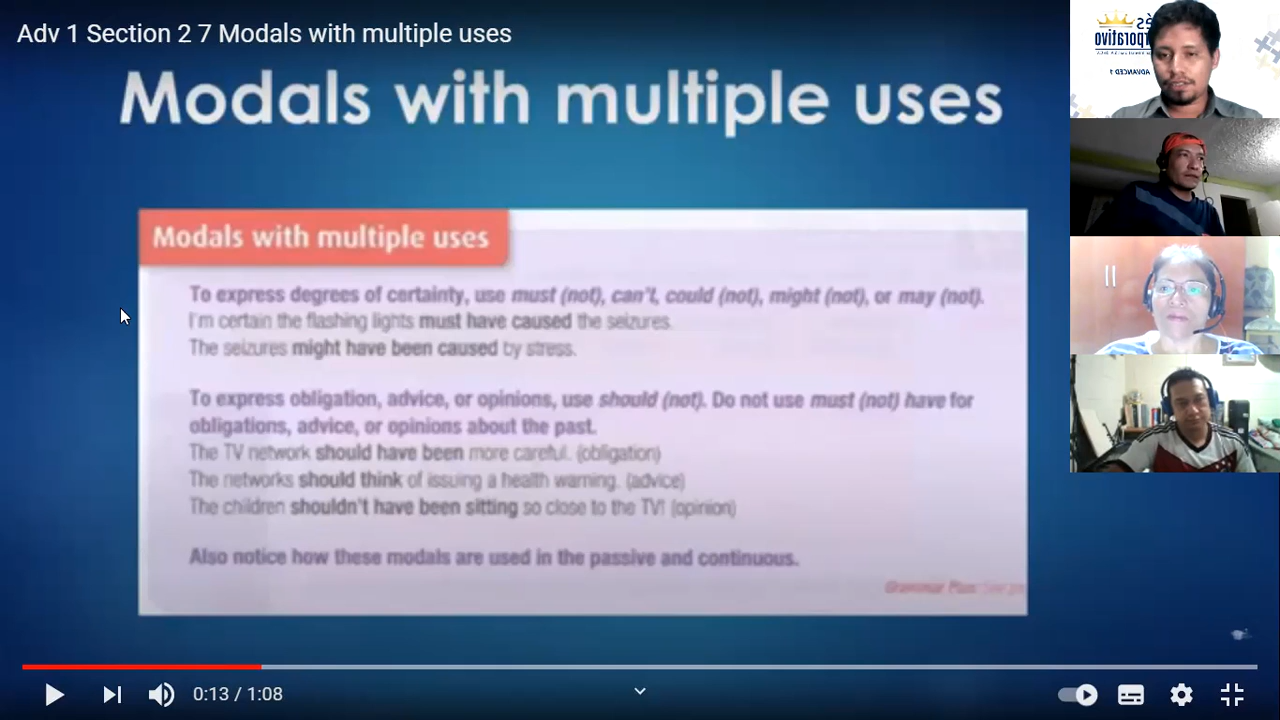 Adv 1 Section 2 7 Modals with multiple uses
Modals with multiple uses
Modals with multiple uses
To express degrees of certainty, use must (not), can't, could (not), might (not), or may (not).
I'm certain the flashing lights must have caused the seizures.
The seizures might have been caused by stress.
To express obligation, advice, or opinions, use should (not). Do not use must (not) have for
obligations, advice, or opinions about the past.
The TV network should have been more careful. (obligation)
The networks should think of issuing a health warning. (advice)
The children shouldn't have been sitting so close to the TV! (opinion)
Also notice how these modals are used in the passive and continuous.
Grammar Plus
0:13 / 1:08
ADVANCED 1